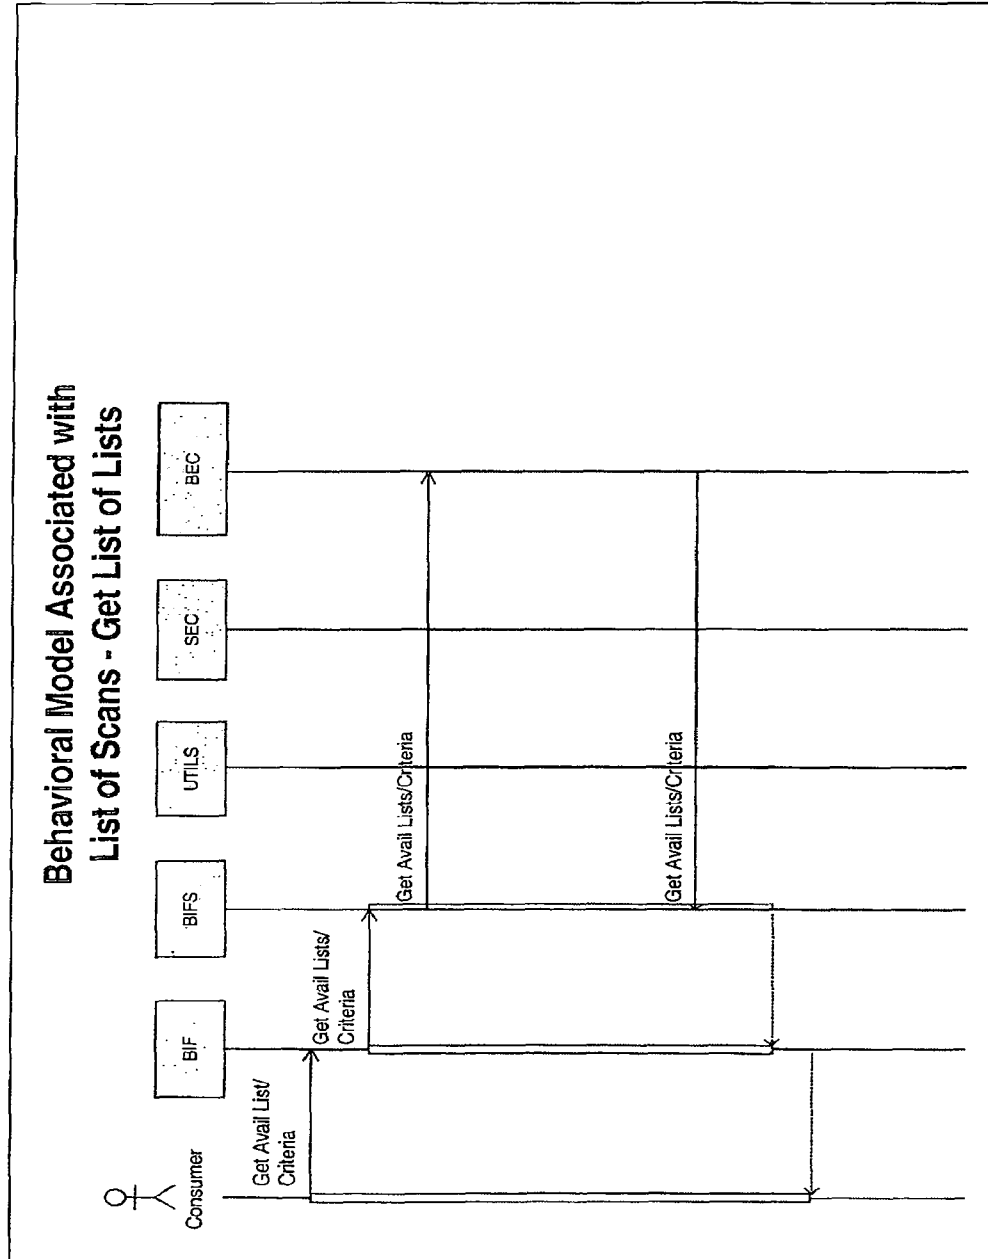 Behavioral Model Associated with
List of Scans - Get List of Lists
Consumer
BIF
BIFS
UTILS
SEC
BEC
Get Avail List/
Criteria
Get Avail Lists/
Criteria
Get Avail Lists/Criteria
Get Avail Lists/Criteria